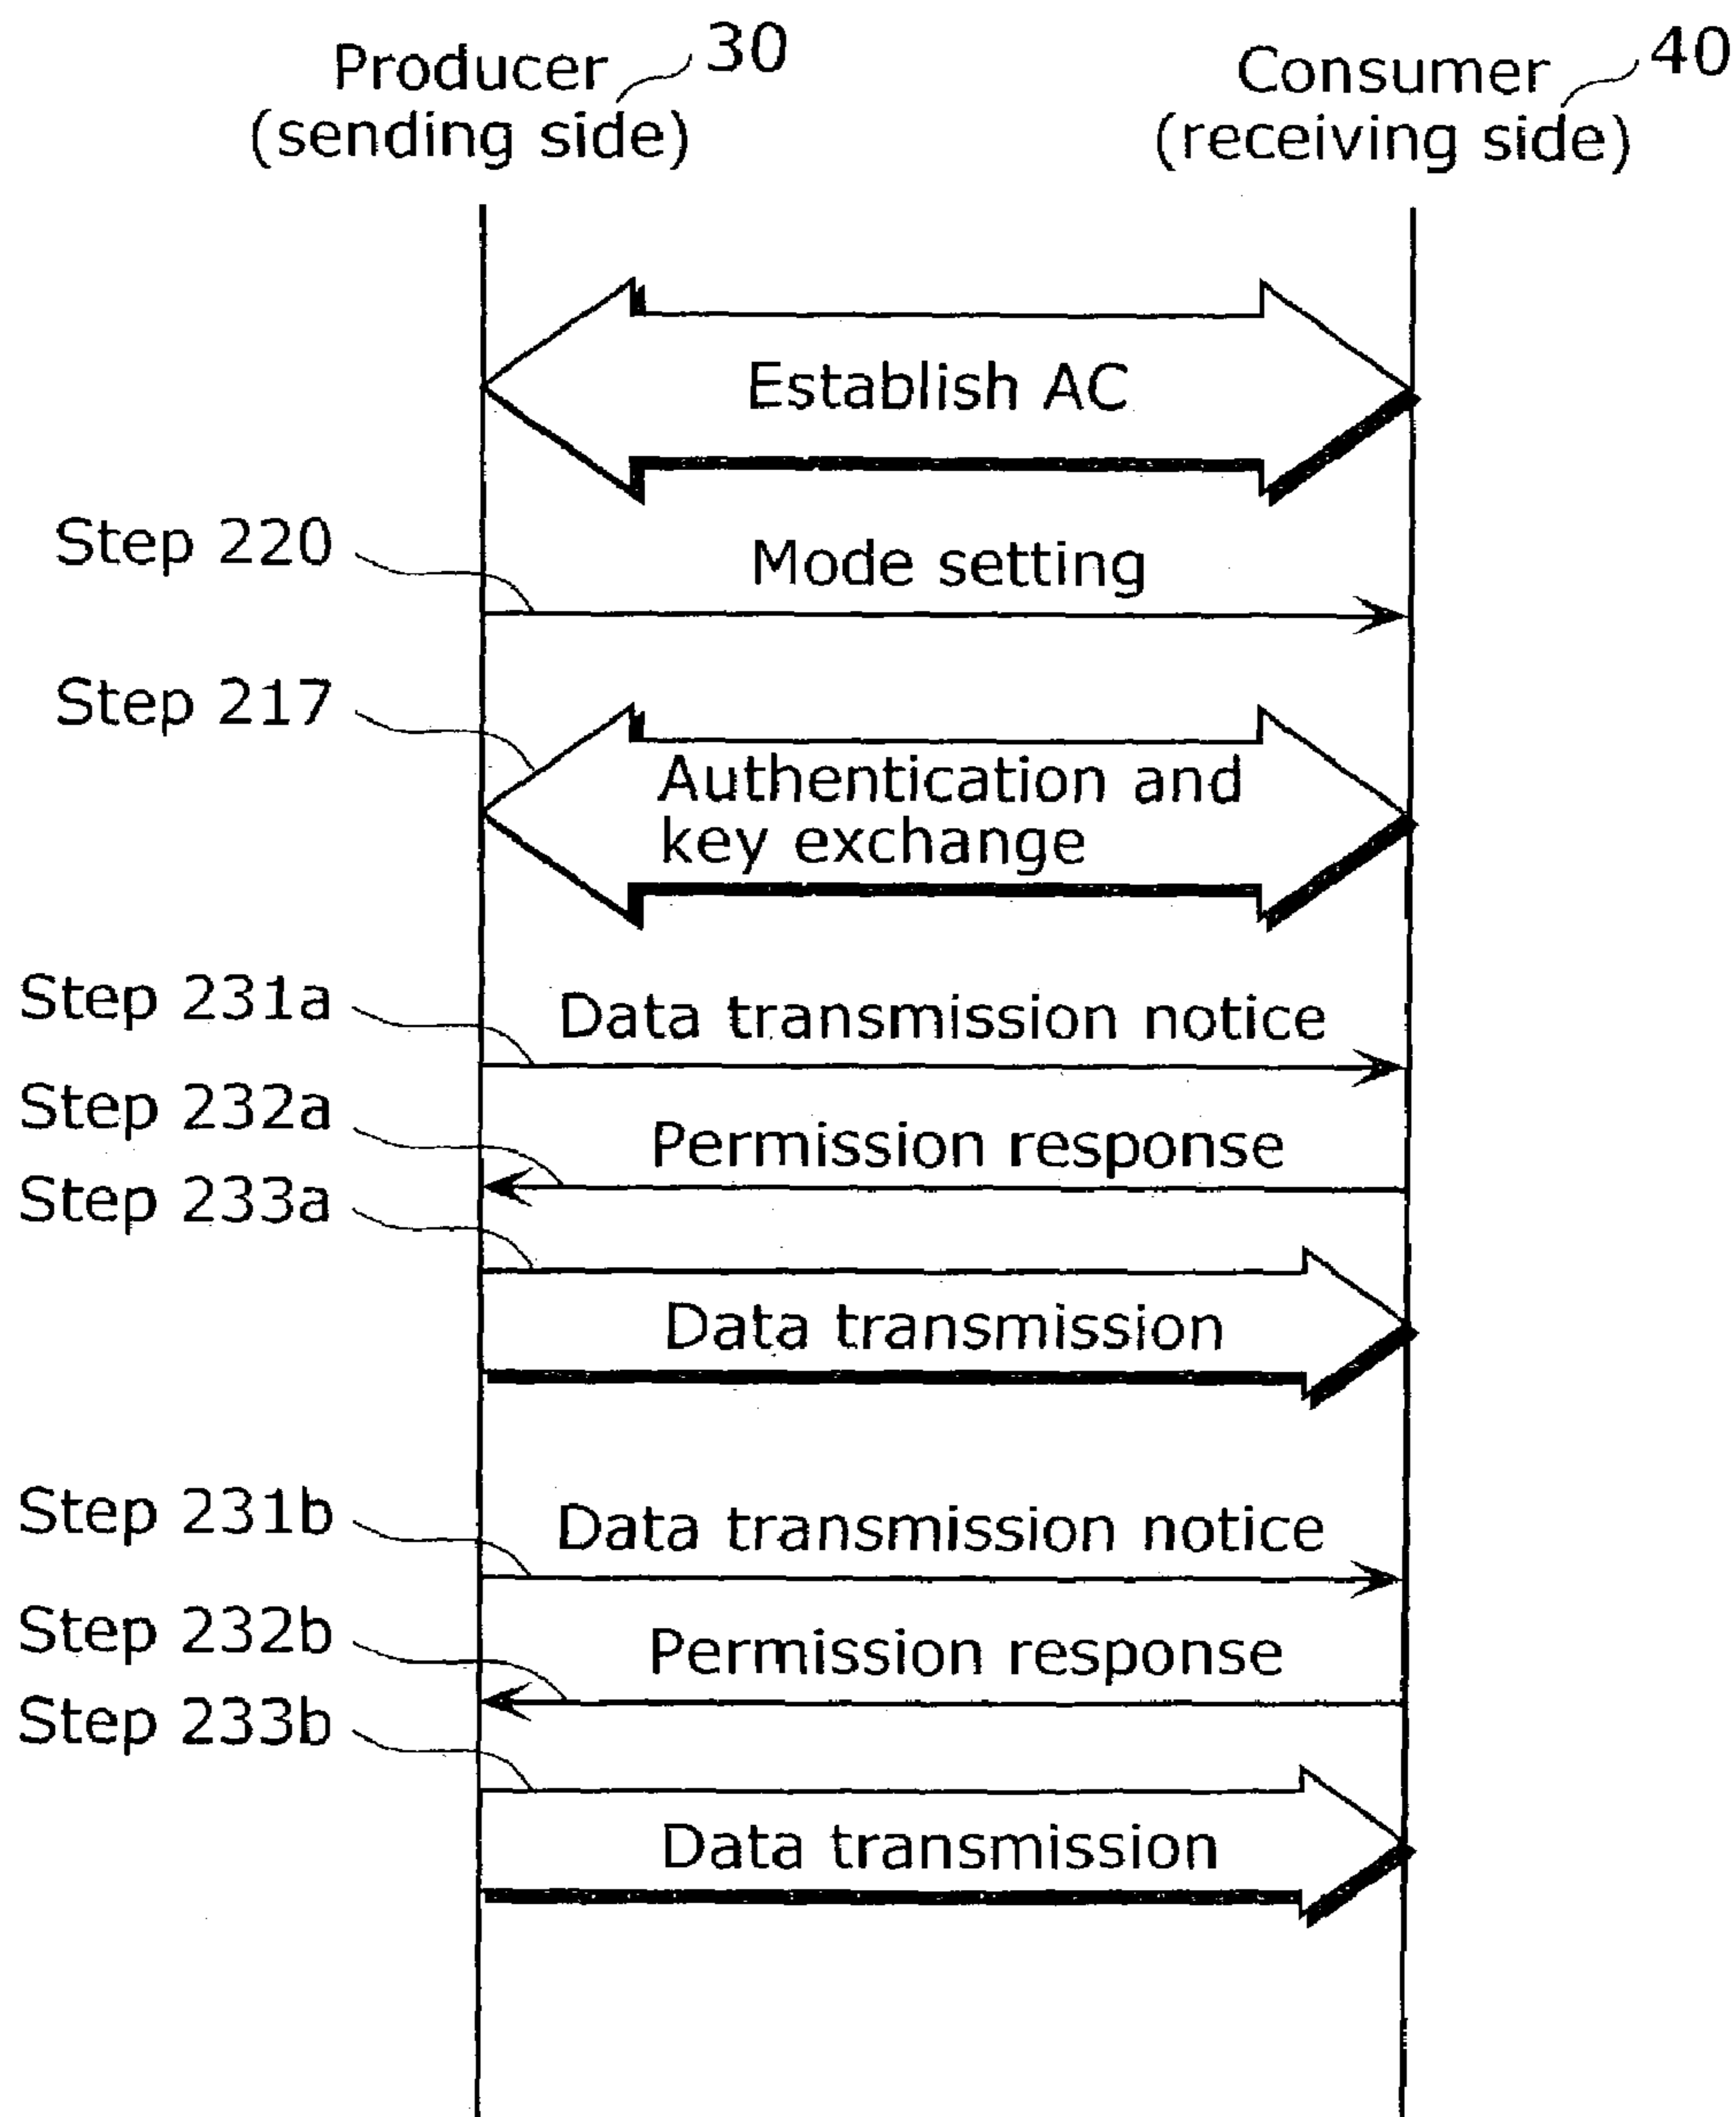 Producer 30
(sending side)
Consumer 40
(receiving side)
Establish AC
Step 220
Mode setting
Step 217
Authentication and
key exchange
Step 231a
Data transmission notice
Step 232a
Permission response
Step 233a
Data transmission
Step 231b
Data transmission notice
Step 232b
Permission response
Step 233b
Data transmission